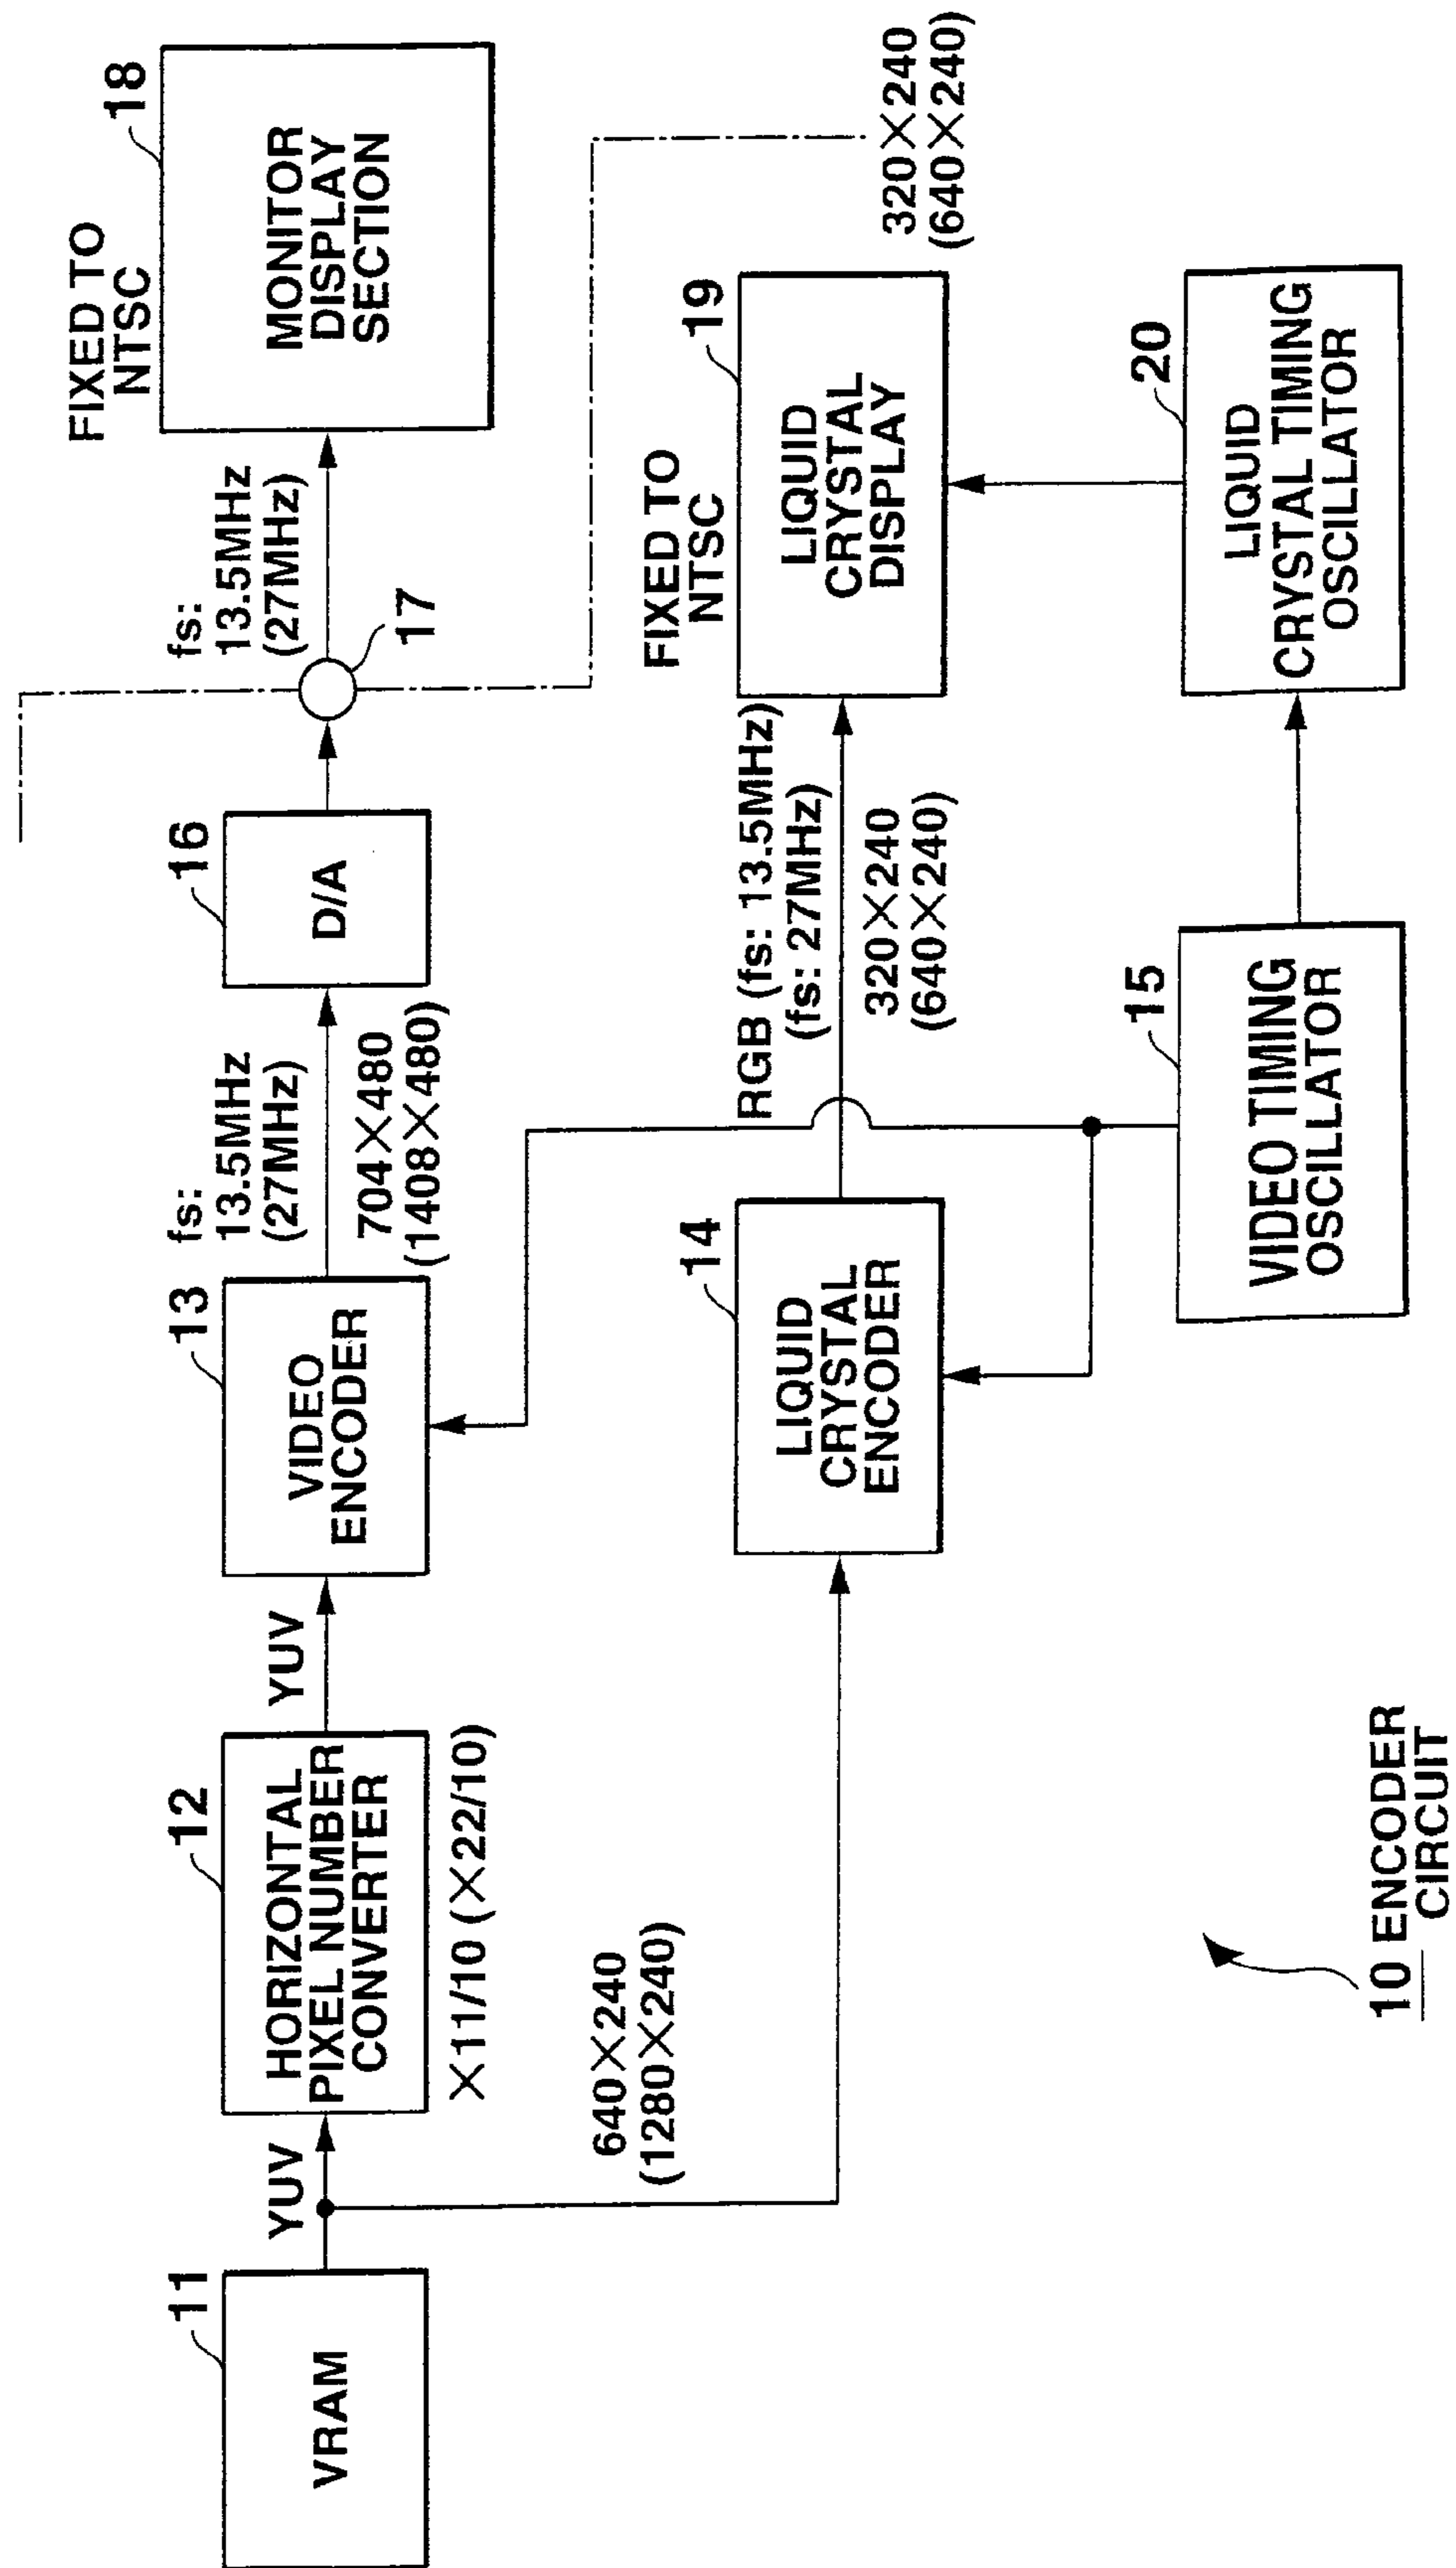 11
VRAM
YUV
12
HORIZONTAL
PIXEL NUMBER
CONVERTER
×11/10 (×22/10)
YUV
13
VIDEO
ENCODER
fs:
13.5MHz
(27MHz)
704×480
(1408×480)
16
D/A
17
fs:
13.5MHz
(27MHz)
FIXED TO
NTSC
18
MONITOR
DISPLAY
SECTION
640×240
(1280×240)
14
LIQUID
CRYSTAL
ENCODER
RGB (fs: 13.5MHz)
(fs: 27MHz)
320×240
(640×240)
FIXED TO
NTSC
19
LIQUID
CRYSTAL
DISPLAY
320×240
(640×240)
15
VIDEO TIMING
OSCILLATOR
20
LIQUID
CRYSTAL TIMING
OSCILLATOR
10 ENCODER
CIRCUIT